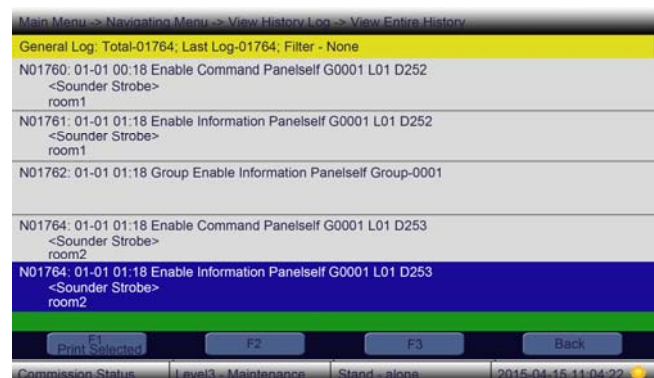 Main Menu -> Navigating Menu -> View History Log -> View Entire History
General Log: Total-01764; Last Log-01764; Filter - None
N01760: 01-01 00:18 Enable Command Panelself G0001 L01 D252
<Sounder Strobe>
room1
N01761: 01-01 01:18 Enable Information Panelself G0001 L01 D252
<Sounder Strobe>
room1
N01762: 01-01 01:18 Group Enable Information Panelself Group-0001
N01764: 01-01 01:18 Enable Command Panelself G0001 L01 D253
<Sounder Strobe>
room2
N01764: 01-01 01:18 Enable Information Panelself G0001 L01 D253
<Sounder Strobe>
room2
F1 F2 F3 Back
Print Selected
Commission Status Level3 - Maintenance Stand - alone 2015-04-15 11:04:22